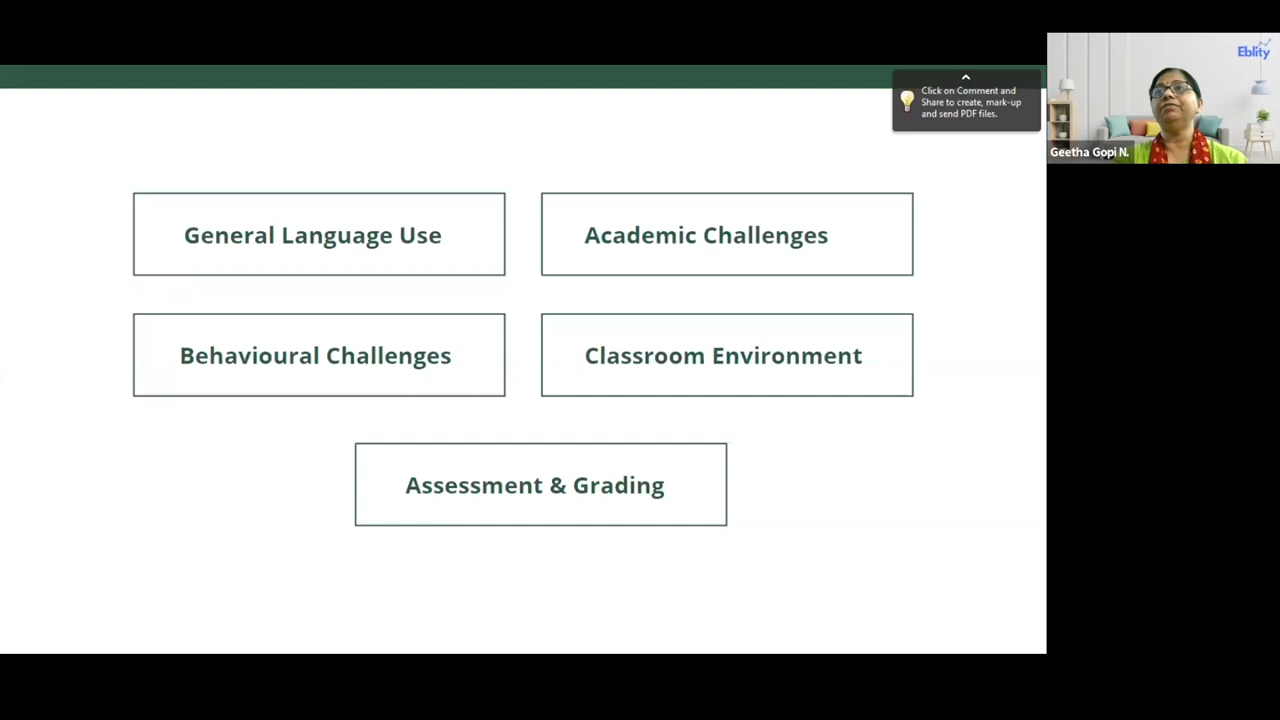 Click on Comment and
Share to create, mark-up
and send PDF files.
Eblity
Geetha Gopi N.
General Language Use
Academic Challenges
Behavioural Challenges
Classroom Environment
Assessment & Grading